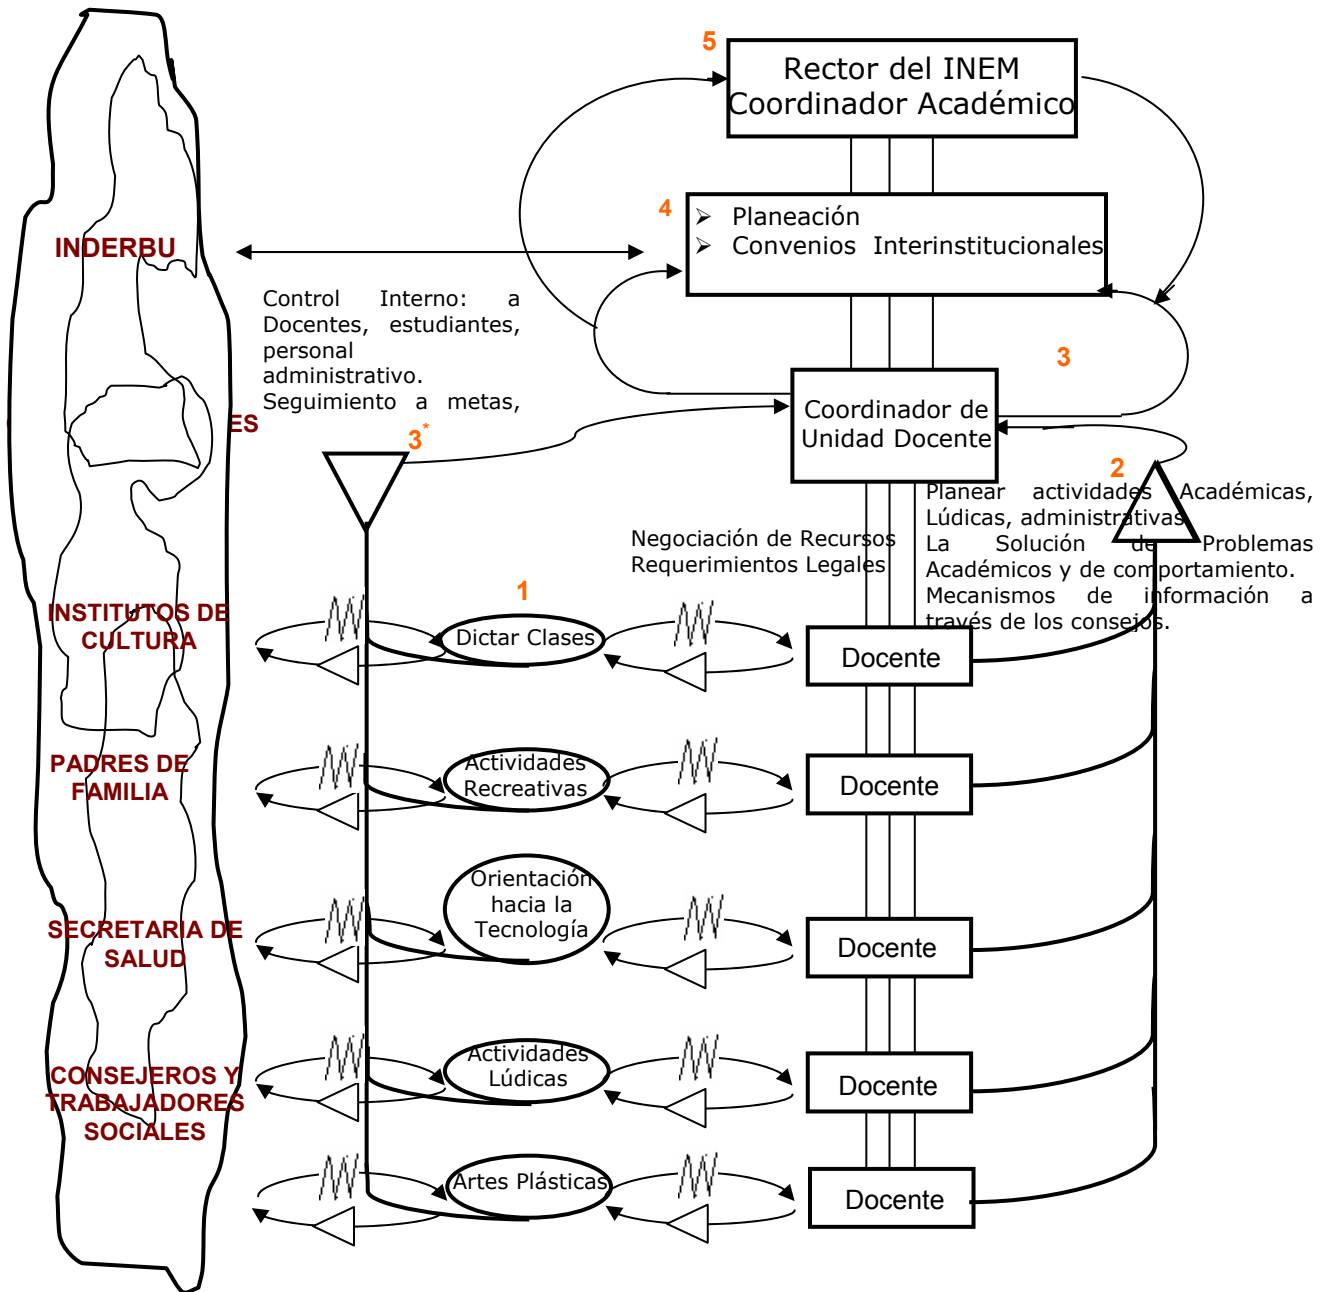 5
Rector del INEM
Coordinador Académico
4
➢ Planeación
➢ Convenios Interinstitucionales
INDERBU
Control Interno: a
Docentes, estudiantes,
personal
administrativo.
Seguimiento a metas,
3
ES
3*
Coordinador de
Unidad Docente
2
Planear actividades Académicas,
Lúdicas, administrativas
La Solución de Problemas
Académicos y de comportamiento.
Mecanismos de información a
través de los consejos.
Negociación de Recursos
Requerimientos Legales
1
INSTITUTOS DE
CULTURA
Dictar Clases
Docente
PADRES DE
FAMILIA
Actividades
Recreativas
Docente
Orientación
hacia la
Tecnología
SECRETARIA DE
SALUD
Docente
CONSEJEROS Y
TRABAJADORES
SOCIALES
Actividades
Lúdicas
Docente
Artes Plásticas
Docente